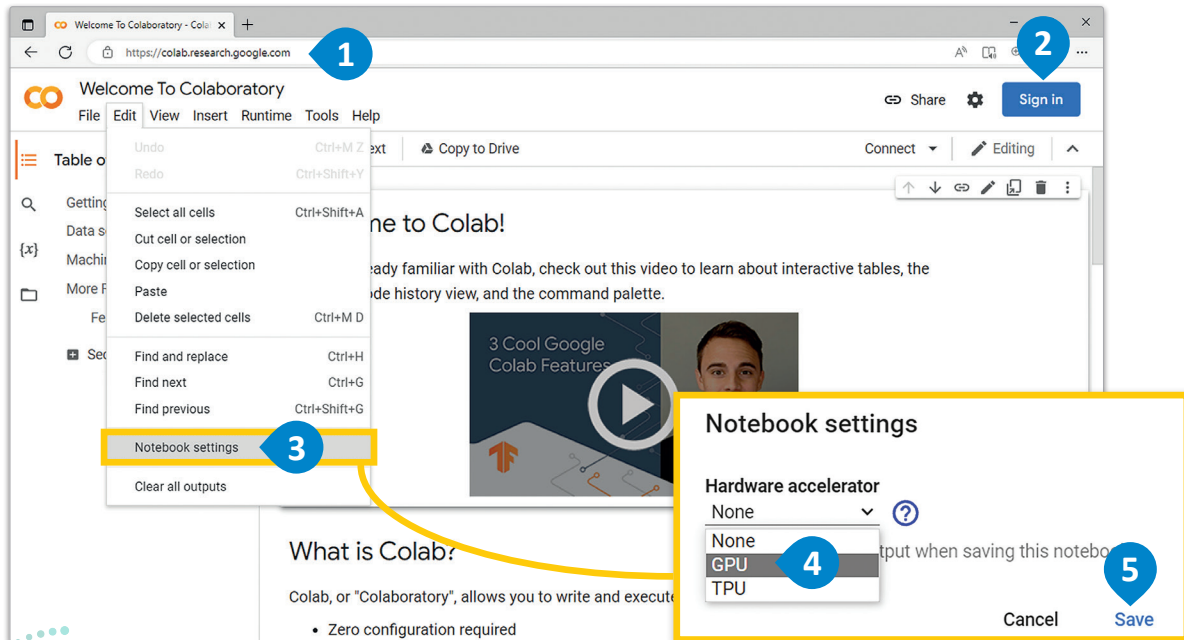 Welcome To Colaboratory - Cola
https://colab.research.google.com
1
2
Welcome To Colaboratory
Share
Sign in
File Edit View Insert Runtime Tools Help
Table o
ext
Copy to Drive
Connect
Editing
Undo Ctrl+M Z
Redo Ctrl+Shift+Y
Select all cells Ctrl+Shift+A
Cut cell or selection
Copy cell or selection
Paste
Delete selected cells Ctrl+M D
Find and replace Ctrl+H
Find next Ctrl+G
Find previous Ctrl+Shift+G
Notebook settings
3
Clear all outputs
Getting
Data s
Machi
More F
Fe
Sec
{x}
me to Colab!
eady familiar with Colab, check out this video to learn about interactive tables, the
ode history view, and the command palette.
3 Cool Google
Colab Features
What is Colab?
Colab, or "Colaboratory", allows you to write and execute
• Zero configuration required
Notebook settings
Hardware accelerator
None
None
GPU
TPU
4
tput when saving this notebo
5
Cancel
Save